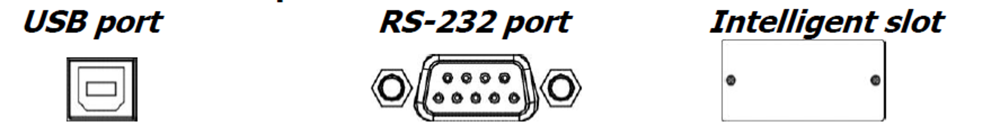 USB port
RS-232 port
Intelligent slot